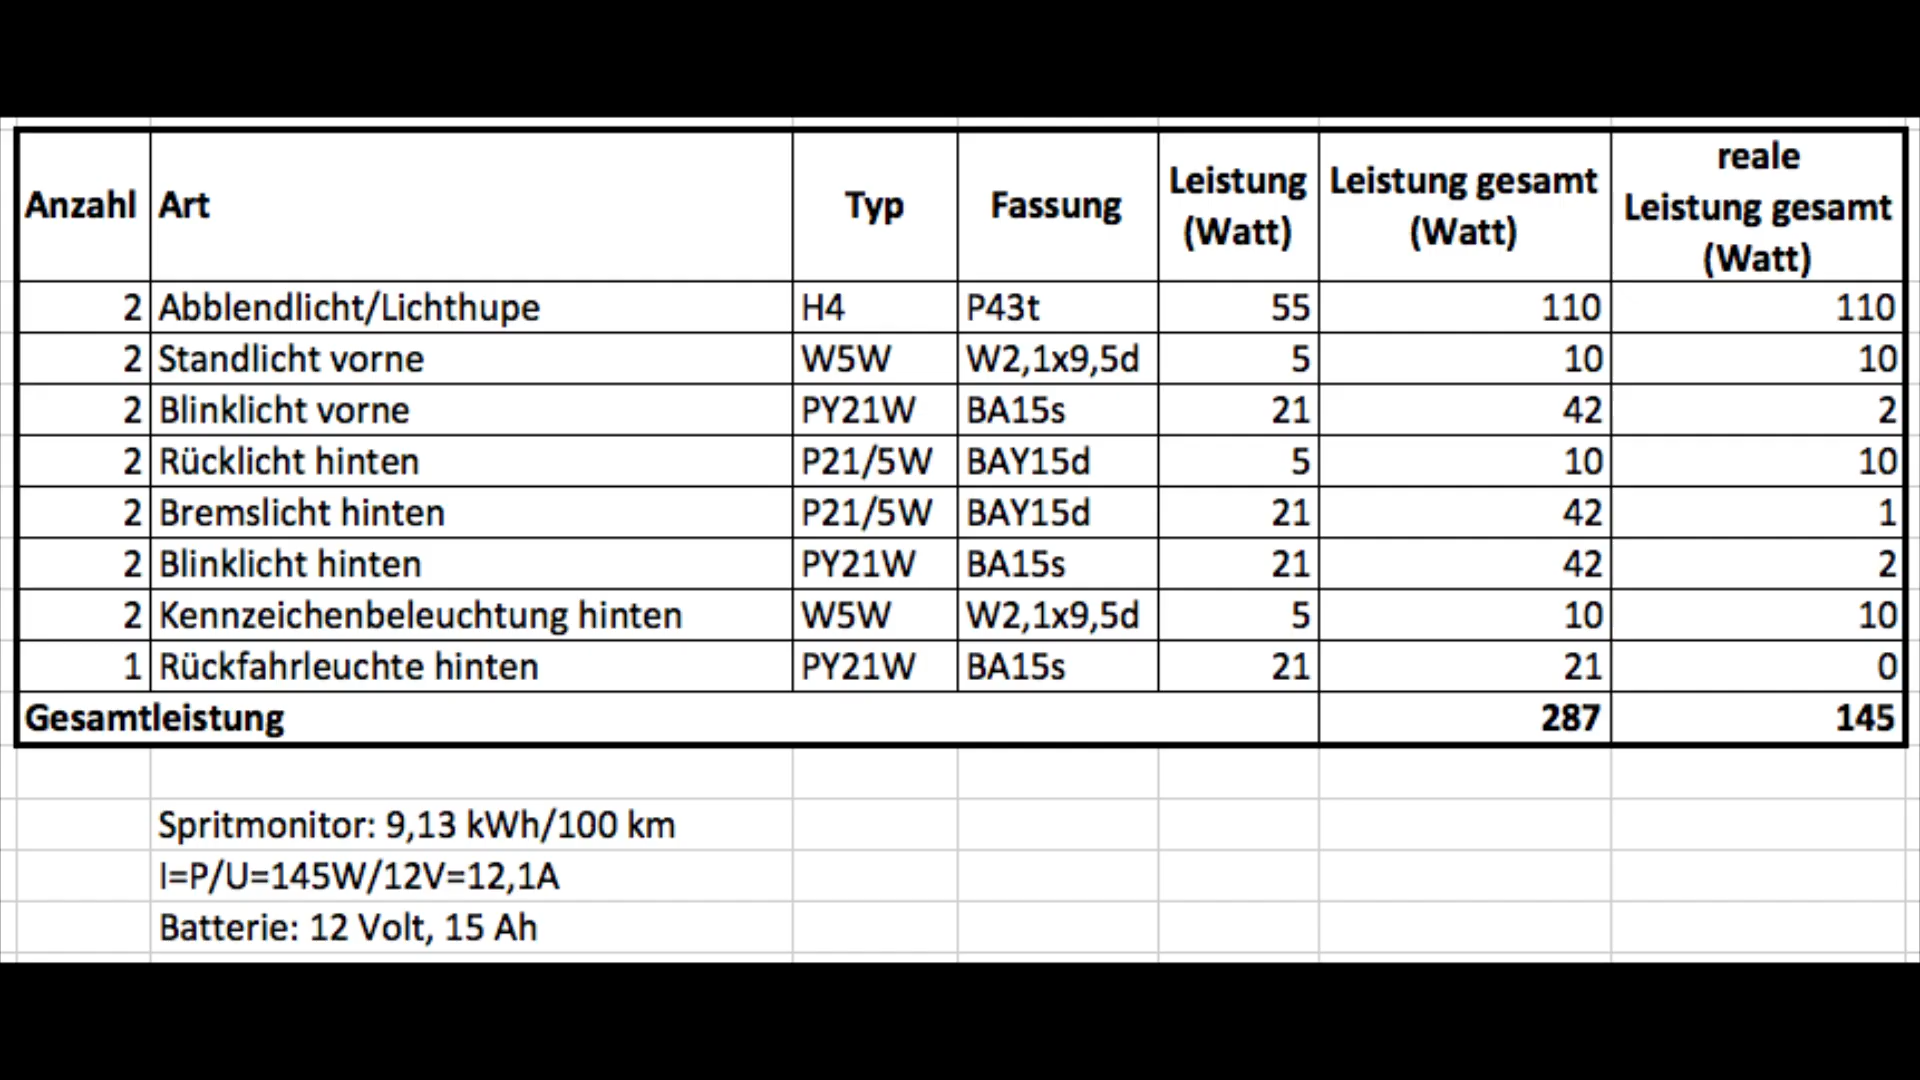 Anzahl Art Typ Fassung Leistung (Watt) Leistung gesamt (Watt) reale Leistung gesamt (Watt)
2 Abblendlicht/Lichthupe H4 P43t 55 110 110
2 Standlicht vorne W5W W2,1x9,5d 5 10 10
2 Blinklicht vorne PY21W BA15s 21 42 2
2 Rücklicht hinten P21/5W BAY15d 5 10 10
2 Bremslicht hinten P21/5W BAY15d 21 42 1
2 Blinklicht hinten PY21W BA15s 21 42 2
2 Kennzeichenbeleuchtung hinten W5W W2,1x9,5d 5 10 10
1 Rückfahrleuchte hinten PY21W BA15s 21 21 0
Gesamtleistung 287 145
Spritmonitor: 9,13 kWh/100 km
I=P/U=145W/12V=12,1A
Batterie: 12 Volt, 15 Ah